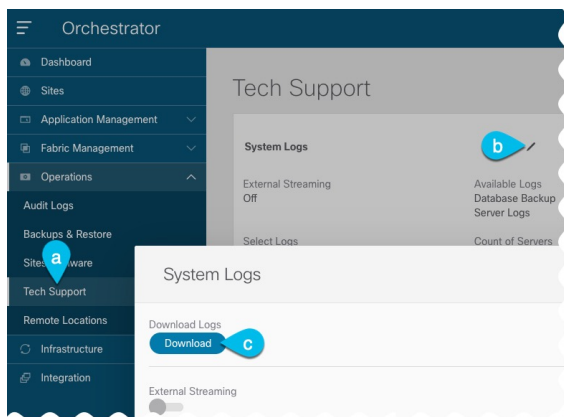 Orchestrator
Dashboard
Sites
Application Management
Fabric Management
Operations
Audit Logs
Backups & Restore
Sites
ware
a
Tech Support
Remote Locations
Infrastructure
Integration
Tech Support
System Logs
b
External Streaming
Off
Available Logs
Database Backup
Server Logs
Select Logs
Count of Servers
System Logs
Download Logs
Download
c
External Streaming